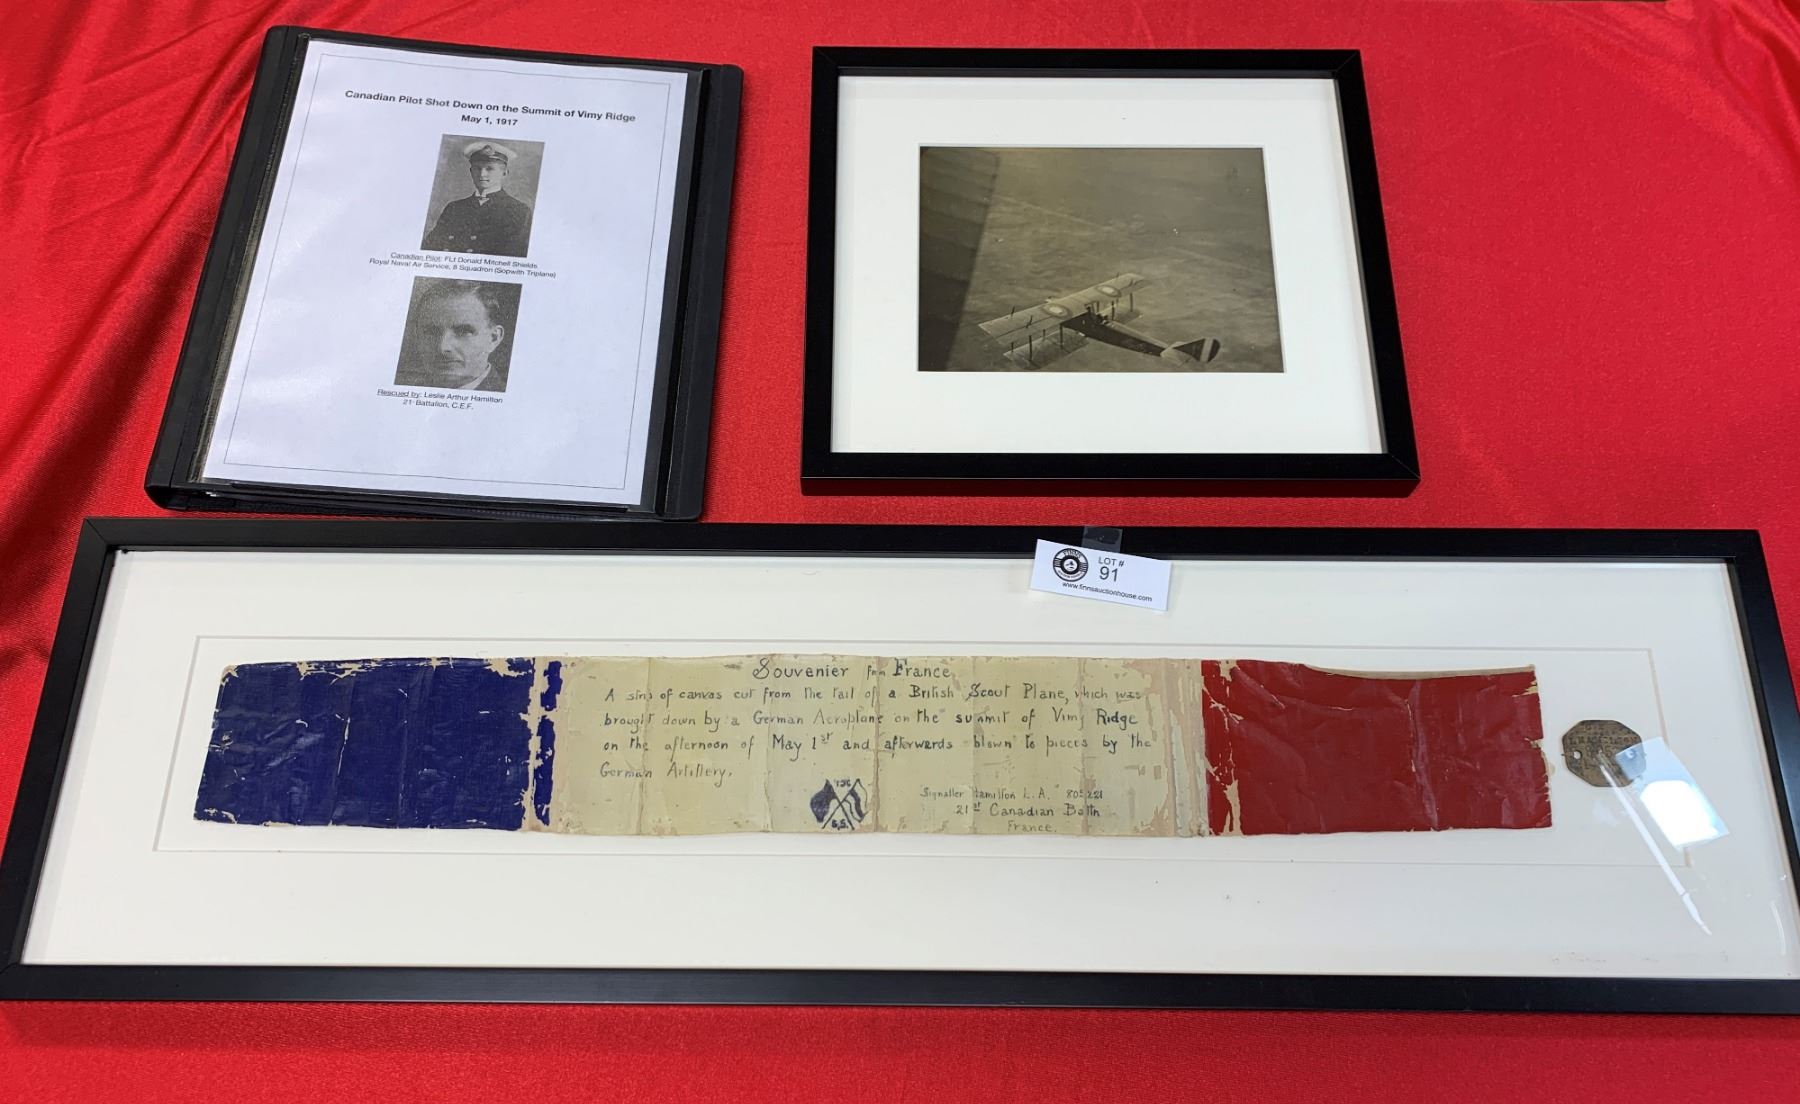 Canadian Pilot Shot Down on the Summit of Vimy Ridge
May 1, 1917
Canadian Pilot: FLt Donald Mitchell Shields
Royal Naval Air Service, 8 Squadron (Sopwith Triplane)
Rescued by: Leslie Arthur Hamilton
21 Battalion, C.E.F.
FINNS
LOT #
91
www.finnsauctionhouse.com
Souvenier from France
A strip of canvas cut from the tail of a British Scout Plane, which was
brought down by a German Aeroplane on the summit of Vimy Ridge
on the afternoon of May 1st and afterwards blown to pieces by the
German Artillery.
Signaller Hamilton L.A.
21st Canadian Battn
France.